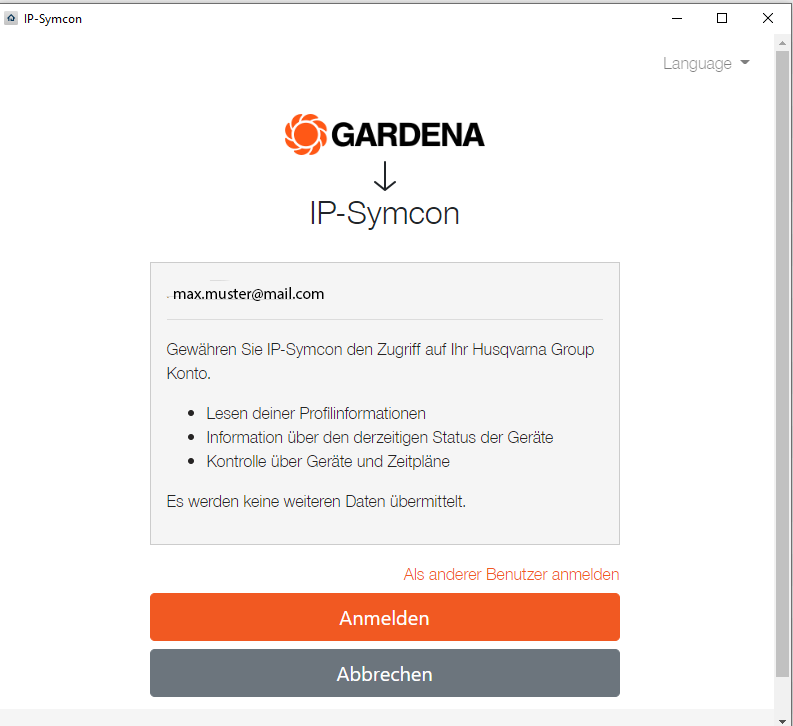 IP-Symcon
Language
GARDENA
IP-Symcon
max.muster@mail.com
Gewähren Sie IP-Symcon den Zugriff auf Ihr Husqvarna Group
Konto.
Lesen deiner Profilinformationen
Information über den derzeitigen Status der Geräte
Kontrolle über Geräte und Zeitpläne
Es werden keine weiteren Daten übermittelt.
Als anderer Benutzer anmelden
Anmelden
Abbrechen